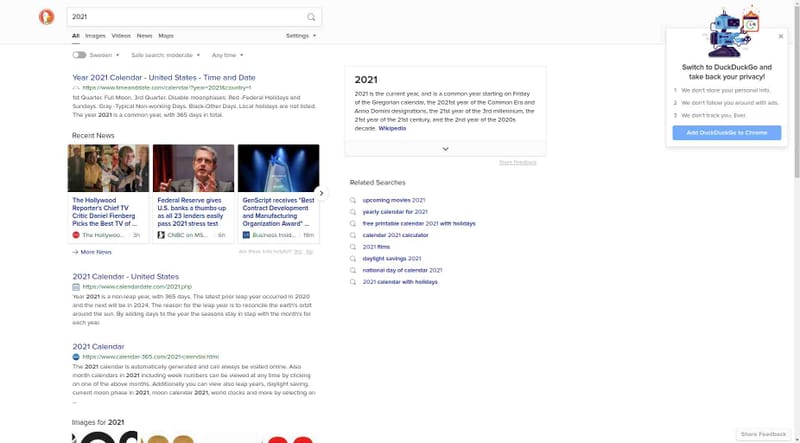 2021
All Images Videos News Maps Settings
Sweden Safe search: moderate Any time
Year 2021 Calendar - United States - Time and Date
https://www.timeanddate.com/calendar/?year=2021&country=1
1st Quarter. Full Moon. 3rd Quarter. Disable moonphases. Red -Federal Holidays and
Sundays. Gray -Typical Non-working Days. Black-Other Days. Local holidays are not listed.
The year 2021 is a common year, with 365 days in total.
Recent News
The Hollywood
Reporter's Chief TV
Critic Daniel Fienberg
Picks the Best TV of ...
The Hollywoo... 3h
Federal Reserve gives
U.S. banks a thumbs-up
as all 23 lenders easily
pass 2021 stress test
CNBC on MS... 6h
GenScript receives "Best
Contract Development
and Manufacturing
Organization Award" ...
Business Insid... 19m
More News
Are these links helpful? Yes No
2021 Calendar - United States
https://www.calendardate.com/2021.php
Year 2021 is a non-leap year, with 365 days. The latest prior leap year occurred in 2020
and the next will be in 2024. The reason for the leap year is to reconcile the earth's orbit
around the sun. By adding days to the year the seasons stay in step with the month's for
each year.
2021 Calendar
https://www.calendar-365.com/2021-calendar.html
The 2021 calendar is automatically generated and can always be visited online. Also
month calendars in 2021 including week numbers can be viewed at any time by clicking
on one of the above months. Additionally you can view also leap years, daylight saving,
current moon phase in 2021, moon calendar 2021, world clocks and more by selecting an
...
Images for 2021
2021
2021 is the current year, and is a common year starting on Friday
of the Gregorian calendar, the 2021st year of the Common Era and
Anno Domini designations, the 21st year of the 3rd millennium, the
21st year of the 21st century, and the 2nd year of the 2020s
decade. Wikipedia
Share Feedback
Related Searches
upcoming movies 2021
yearly calendar for 2021
free printable calendar 2021 with holidays
calendar 2021 calculator
2021 films
daylight savings 2021
national day of calendar 2021
2021 calendar with holidays
Switch to DuckDuckGo and
take back your privacy!
1 We don't store your personal info.
2 We don't follow you around with ads.
3 We don't track you. Ever.
Add DuckDuckGo to Chrome
Share Feedback